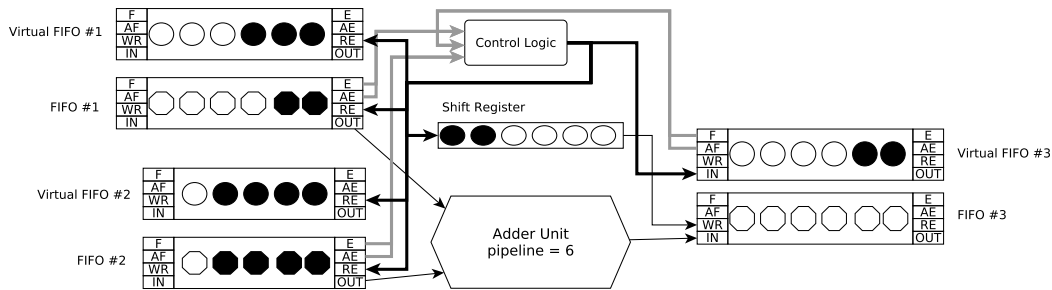 Virtual FIFO #1
F
AF
WR
IN
E
AE
RE
OUT
FIFO #1
F
AF
WR
IN
E
AE
RE
OUT
Virtual FIFO #2
F
AF
WR
IN
E
AE
RE
OUT
FIFO #2
F
AF
WR
IN
E
AE
RE
OUT
Control Logic
Shift Register
Adder Unit
pipeline = 6
F
AF
WR
IN
E
AE
RE
OUT
Virtual FIFO #3
F
AF
WR
IN
E
AE
RE
OUT
FIFO #3